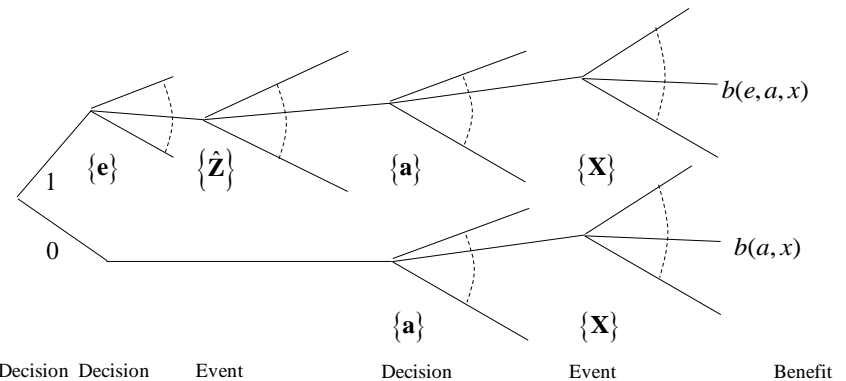 b(e, a, x)
1 {e} {Ẑ} {a} {X}
0 b(a, x)
{a} {X}
Decision Decision Event Decision Event Benefit